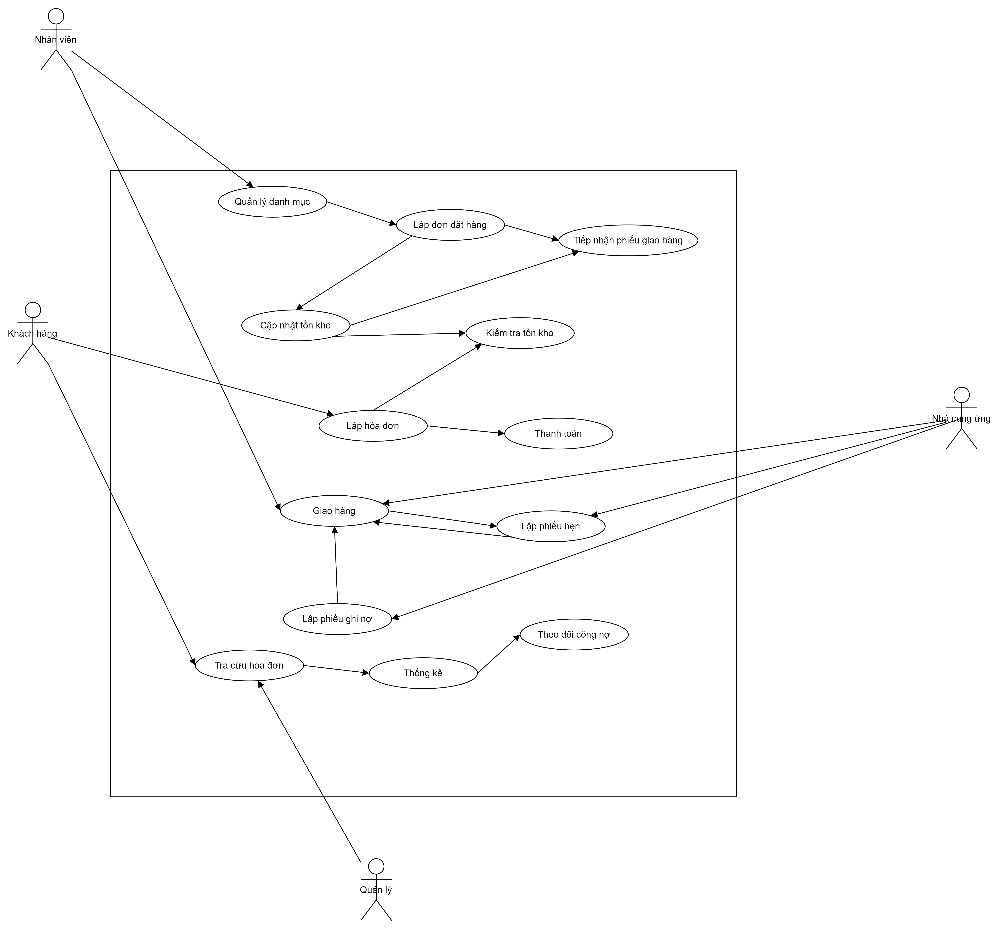 Nhân viên
Quản lý danh mục
Lập đơn đặt hàng
Tiếp nhận phiếu giao hàng
Cập nhật tồn kho
Kiểm tra tồn kho
Khách hàng
Nhà cung ứng
Lập hóa đơn
Thanh toán
Giao hàng
Lập phiếu hẹn
Lập phiếu ghi nợ
Theo dõi công nợ
Tra cứu hóa đơn
Thống kê
Quản lý